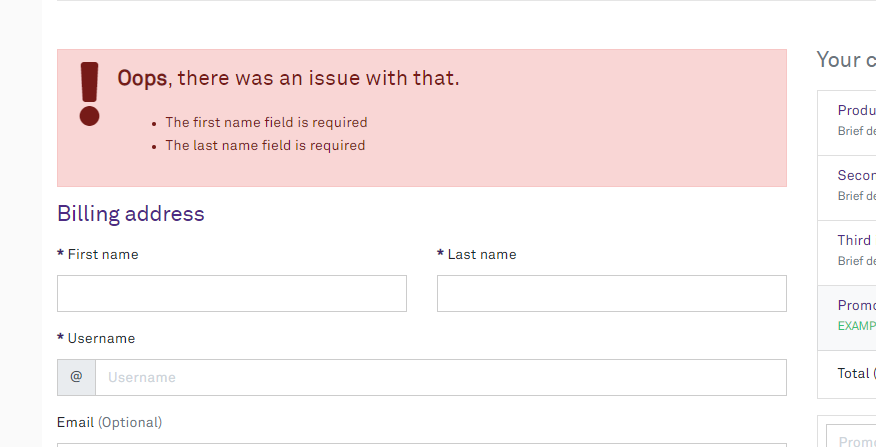 Oops, there was an issue with that.
• The first name field is required
• The last name field is required
Billing address
* First name
* Last name
* Username
@ Username
Email (Optional)
Your c
Produ
Brief de
Secon
Brief de
Third
Brief de
Promo
EXAMP
Total (
Promo